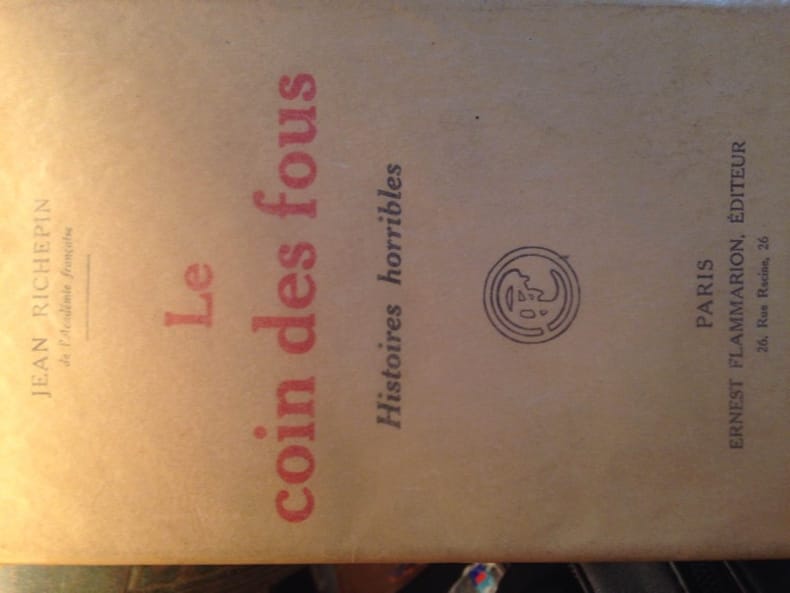 JEAN RICHEPIN
de l'Académie française
Le
coin des fous
Histoires horribles
PARIS
ERNEST FLAMMARION, ÉDITEUR
26, Rue Racine, 26